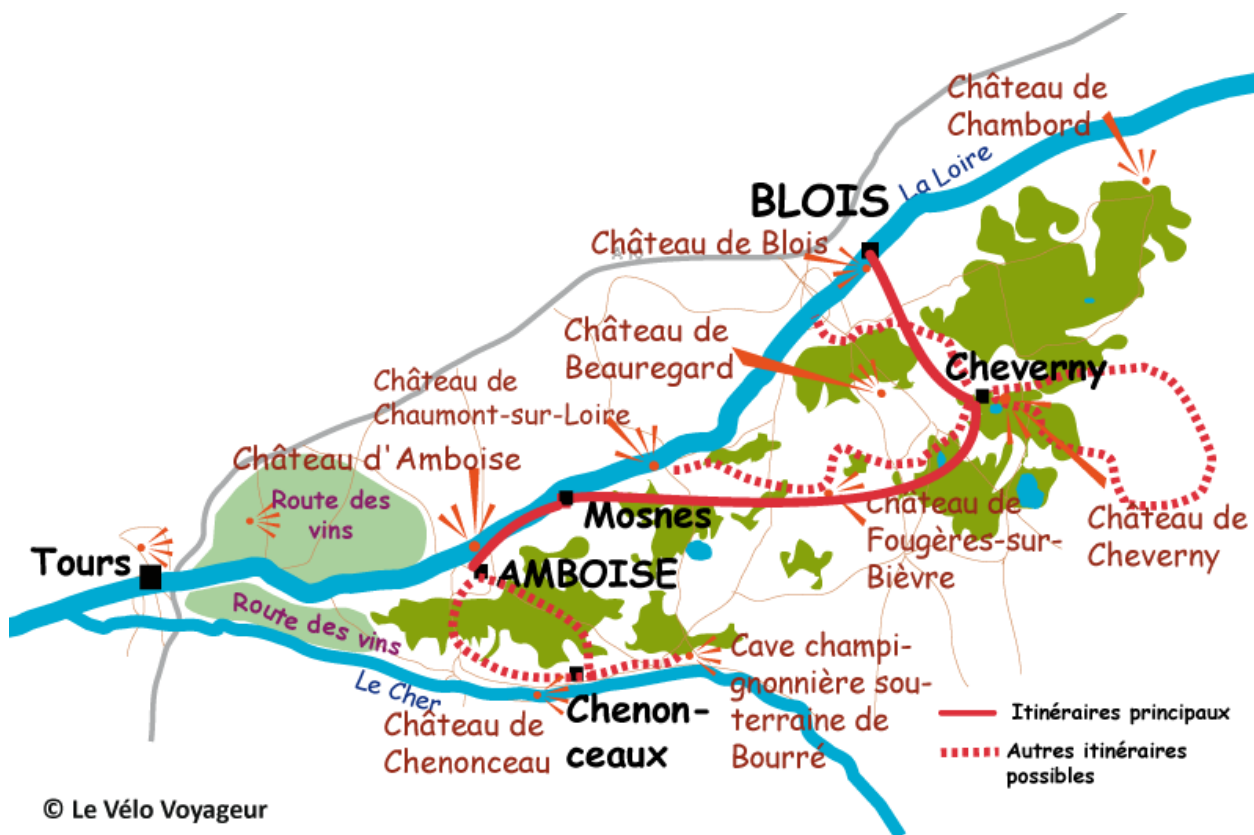 Château de
Chambord
La Loire
BLOIS
Château de Blois
Château de
Beauregard
Cheverny
Château de
Chaumont-sur-Loire
Château d'Amboise
Route des
vins
Mosnes
Château de
Fougères-sur-
Bièvre
Château de
Cheverny
Tours
AMBOISE
Route des vins
Le Cher
Château de
Chenonceau
Chenon-
ceaux
Cave champi-
gnonnière sou-
terraine de
Bourré
Itinéraires principaux
Autres itinéraires
possibles
© Le Vélo Voyageur